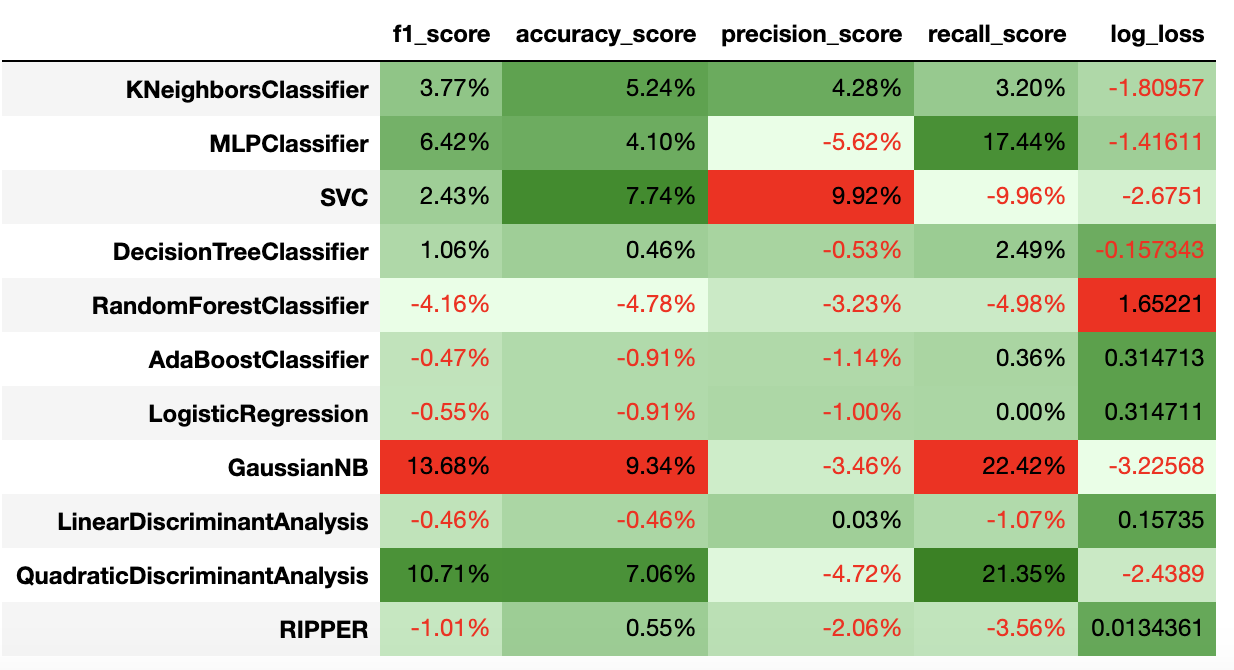 f1_score accuracy_score precision_score recall_score log_loss
KNeighborsClassifier 3.77% 5.24% 4.28% 3.20% -1.80957
MLPClassifier 6.42% 4.10% -5.62% 17.44% -1.41611
SVC 2.43% 7.74% 9.92% -9.96% -2.6751
DecisionTreeClassifier 1.06% 0.46% -0.53% 2.49% -0.157343
RandomForestClassifier -4.16% -4.78% -3.23% -4.98% 1.65221
AdaBoostClassifier -0.47% -0.91% -1.14% 0.36% 0.314713
LogisticRegression -0.55% -0.91% -1.00% 0.00% 0.314711
GaussianNB 13.68% 9.34% -3.46% 22.42% -3.22568
LinearDiscriminantAnalysis -0.46% -0.46% 0.03% -1.07% 0.15735
QuadraticDiscriminantAnalysis 10.71% 7.06% -4.72% 21.35% -2.4389
RIPPER -1.01% 0.55% -2.06% -3.56% 0.0134361